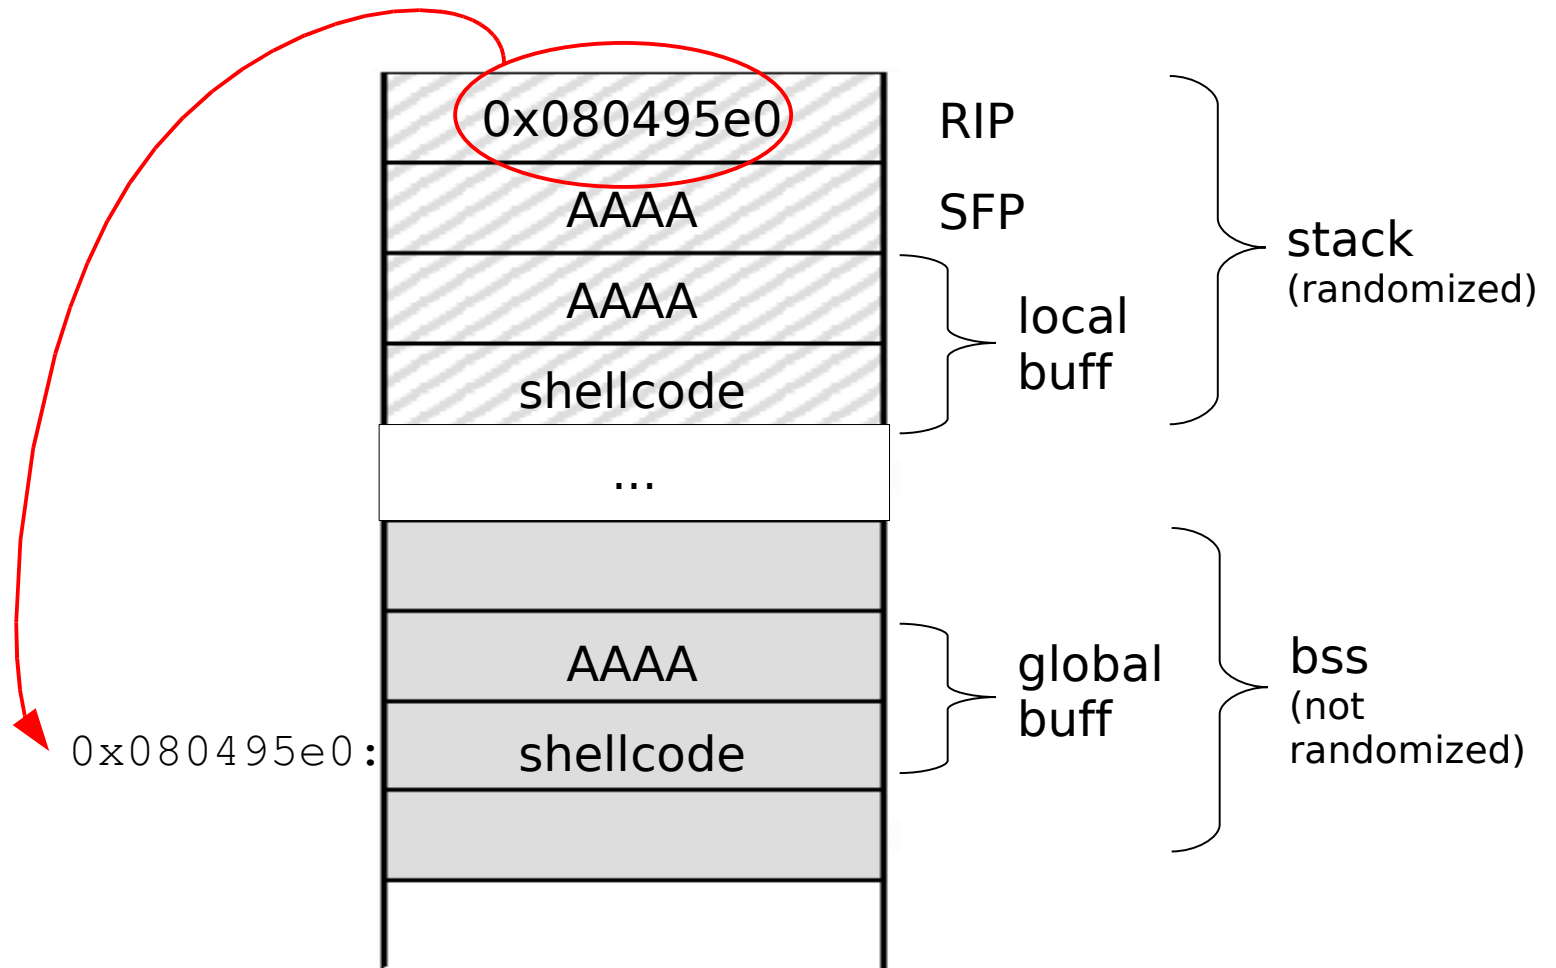 0x080495e0
RIP
AAAA
SFP
AAAA
shellcode
local
buff
stack
(randomized)
...
AAAA
0x080495e0:
shellcode
global
buff
bss
(not
randomized)